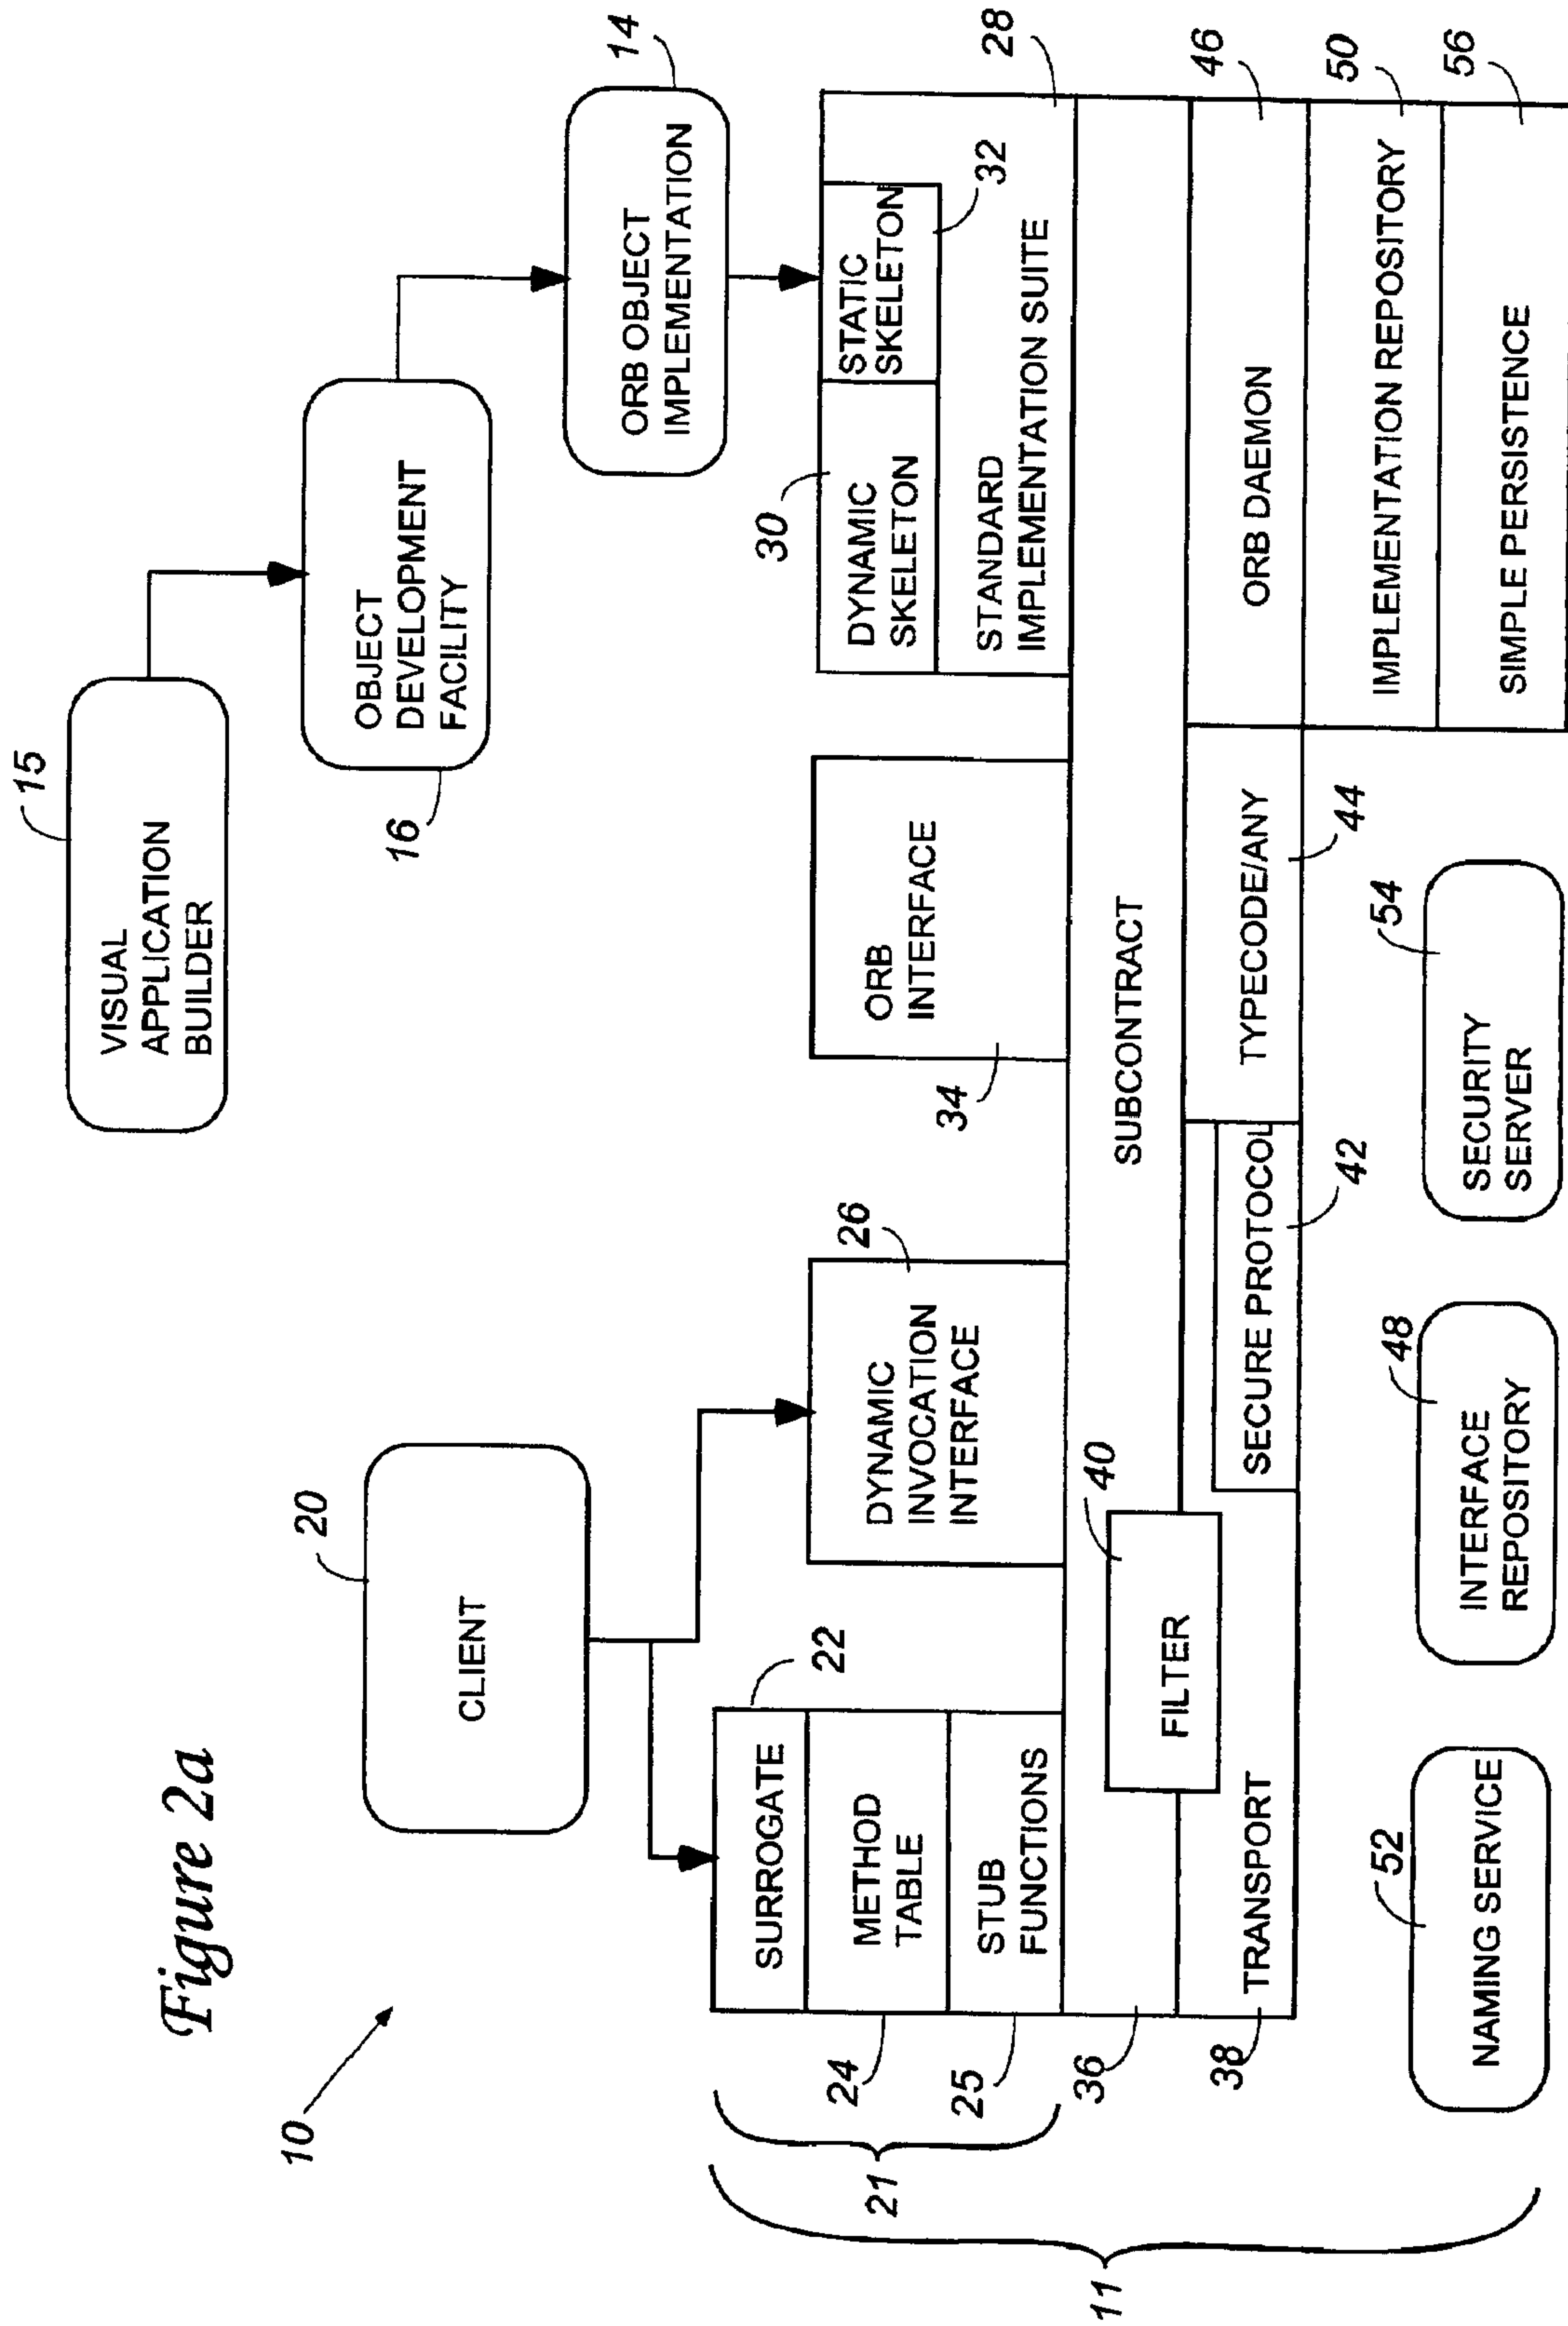 Figure 2a
10
20
CLIENT
15
VISUAL
APPLICATION
BUILDER
16
OBJECT
DEVELOPMENT
FACILITY
14
ORB OBJECT
IMPLEMENTATION
22
SURROGATE
24
METHOD
TABLE
25
STUB
FUNCTIONS
21
11
26
DYNAMIC
INVOCATION
INTERFACE
34
ORB
INTERFACE
30
DYNAMIC
SKELETON
STATIC
SKELETON
32
STANDARD
IMPLEMENTATION SUITE
28
36
SUBCONTRACT
40
FILTER
38
TRANSPORT
SECURE PROTOCOL
42
TYPECODE/ANY
44
ORB DAEMON
46
IMPLEMENTATION REPOSITORY
50
SIMPLE PERSISTENCE
56
52
NAMING SERVICE
48
INTERFACE
REPOSITORY
54
SECURITY
SERVER